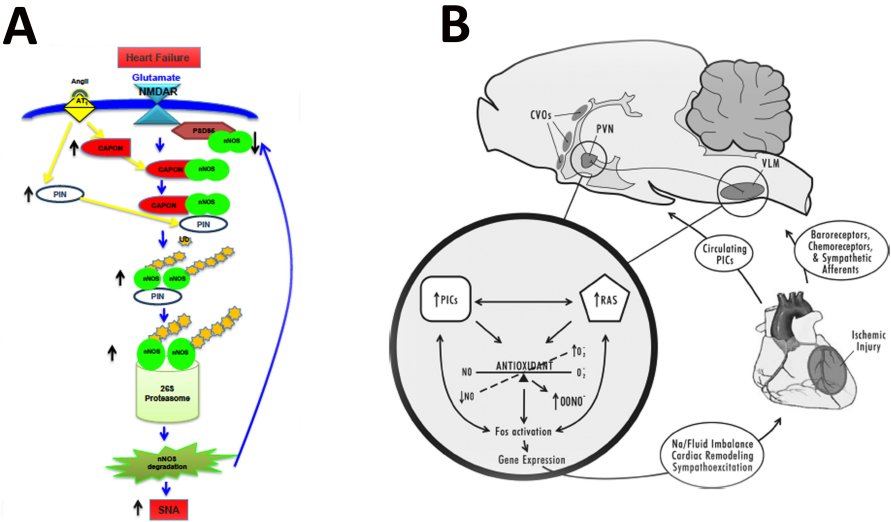 A
Heart Failure
Glutamate
AngII
NMDAR
AT1
PSD95
nNOS
CAPON
CAPON nNOS
PIN
CAPON nNOS
PIN
Ub
nNOS nNOS
PIN
nNOS nNOS
26S
Proteasome
nNOS
degradation
SNA
B
CVOs
PVN
VLM
Circulating
PICs
Baroreceptors,
Chemoreceptors,
& Sympathetic
Afferents
Ischemic
Injury
↑PICs
↑RAS
ANTIOXIDANT
↑O₂⁻
NO
O₂⁻
↓NO
↑OONO⁻
Fos activation
Gene Expression
Na/Fluid Imbalance
Cardiac Remodeling
Sympathoexcitation